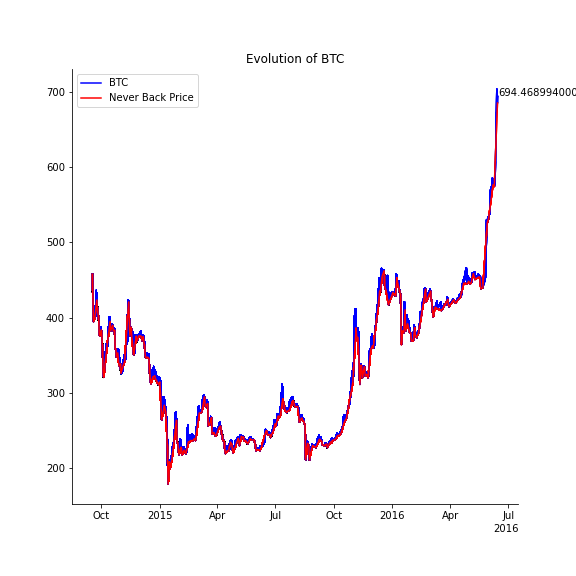 Evolution of BTC
BTC
Never Back Price
694.468994000
700
600
500
400
300
200
Oct
2015
Apr
Jul
Oct
2016
Apr
Jul
2016